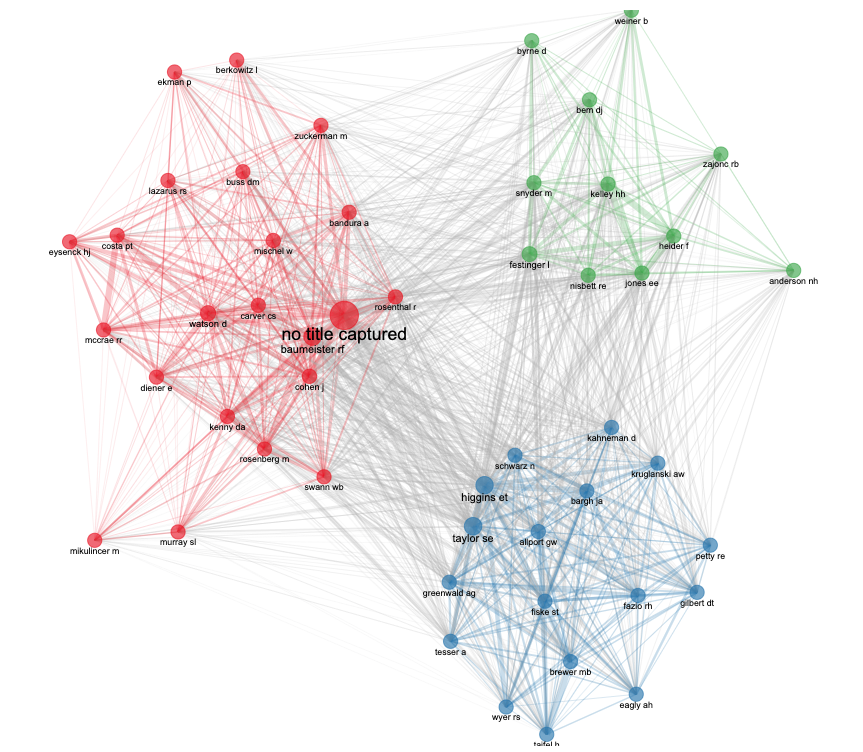 weiner b
byrne d
ekman p
berkowitz l
bem dj
zuckerman m
zajonc rb
lazarus rs
buss dm
snyder m
kelley hh
bandura a
eysenck hj
costa pt
mischel w
heider f
festinger l
nisbett re
jones ee
anderson nh
rosenthal r
watson d
carver cs
no title captured
mccrae rr
baumeister rf
diener e
cohen j
kenny da
kahneman d
rosenberg m
schwarz n
kruglanski aw
swann wb
higgins et
bargh ja
taylor se
allport gw
murray sl
mikulincer m
petty re
greenwald ag
fiske st
fazio rh
gilbert dt
tesser a
brewer mb
eagly ah
wyer rs
tajfel h